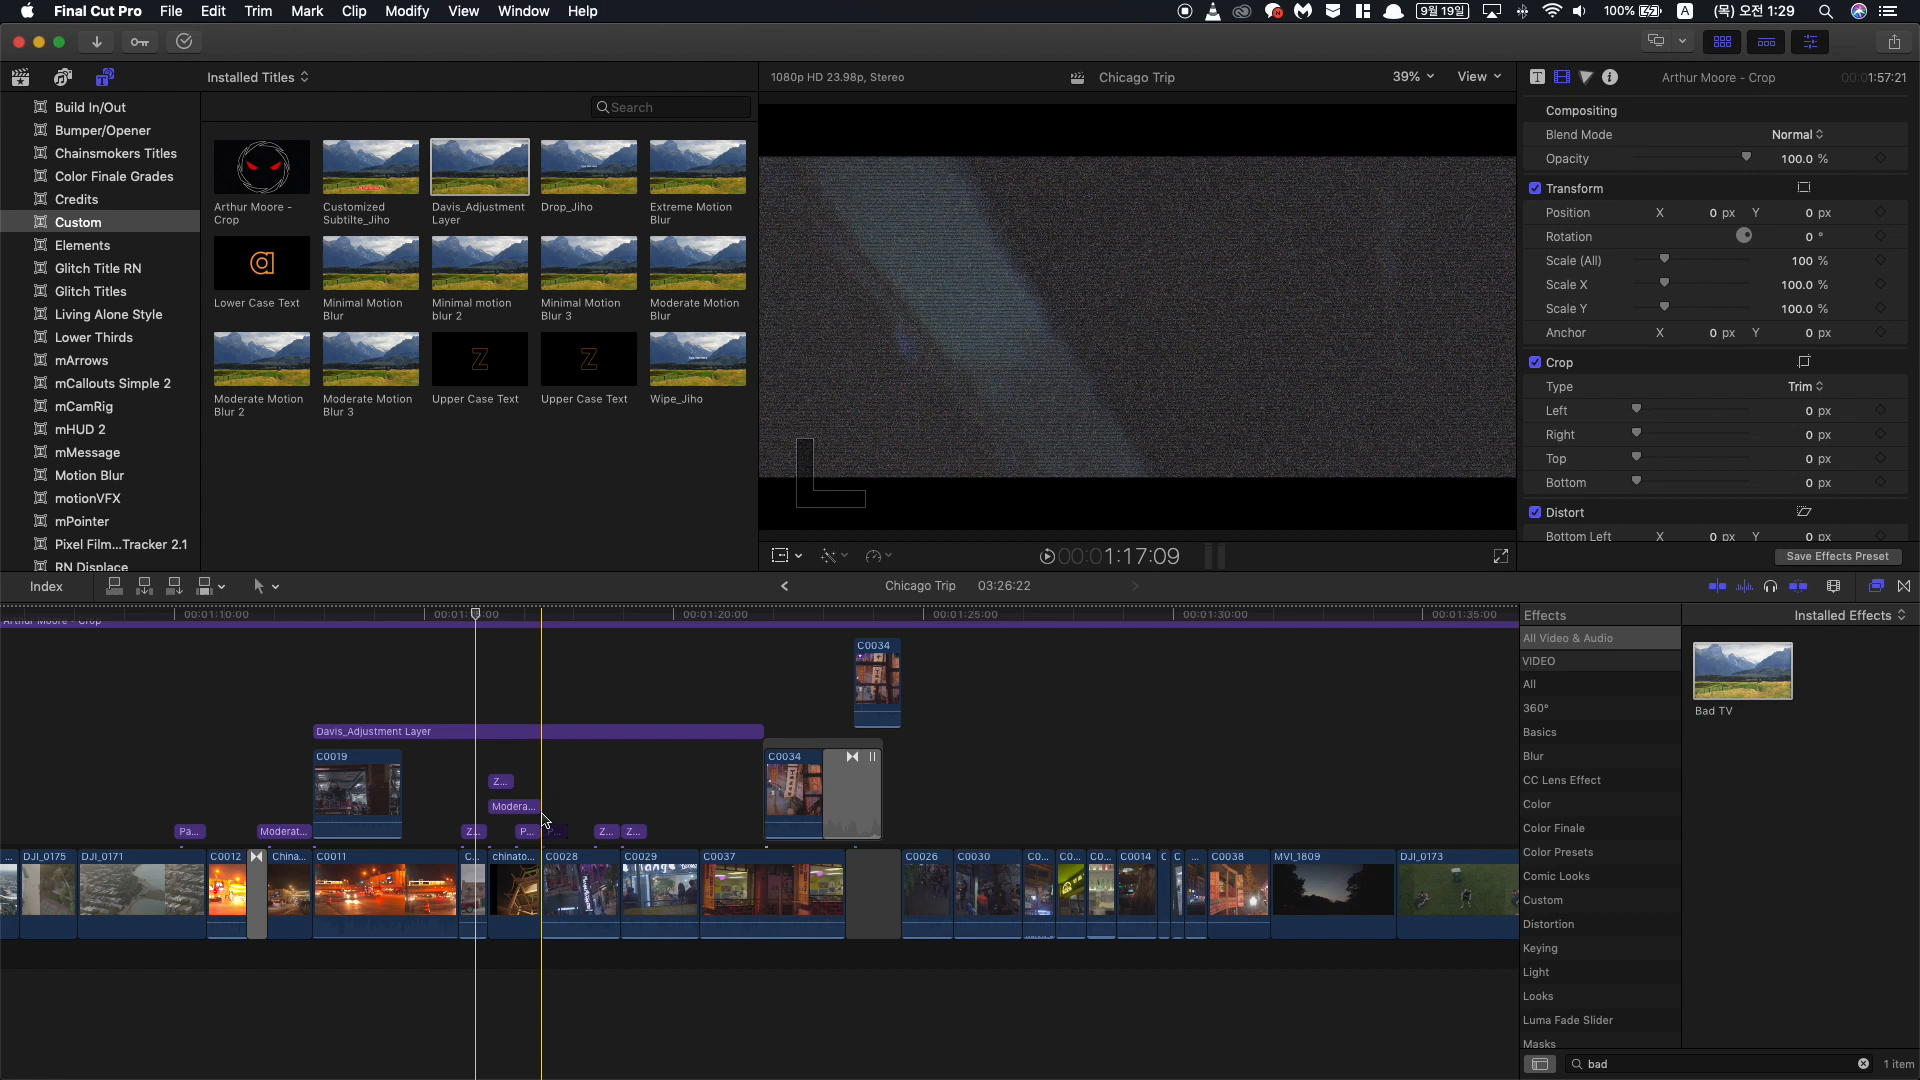 Final Cut Pro File Edit Trim Mark Clip Modify View Window Help 9월 19일 100% A (목) 오전 1:29
Installed Titles
1080p HD 23.98p, Stereo
Chicago Trip
39% View
Arthur Moore - Crop
00:01:57:21
Search
Build In/Out
Bumper/Opener
Chainsmokers Titles
Color Finale Grades
Credits
Custom
Elements
Glitch Title RN
Glitch Titles
Living Alone Style
Lower Thirds
mArrows
mCallouts Simple 2
mCamRig
mHUD 2
mMessage
Motion Blur
motionVFX
mPointer
Pixel Film...Tracker 2.1
RN Displace
Arthur Moore - Crop
Customized Subtilte_Jiho
Davis_Adjustment Layer
Drop_Jiho
Extreme Motion Blur
Lower Case Text
Minimal Motion Blur
Minimal motion blur 2
Minimal Motion Blur 3
Moderate Motion Blur
Moderate Motion Blur 2
Moderate Motion Blur 3
Upper Case Text
Upper Case Text
Wipe_Jiho
Compositing
Blend Mode Normal
Opacity 100.0 %
Transform
Position X 0 px Y 0 px
Rotation 0 °
Scale (All) 100 %
Scale X 100.0 %
Scale Y 100.0 %
Anchor X 0 px Y 0 px
Crop
Type Trim
Left 0 px
Right 0 px
Top 0 px
Bottom 0 px
Distort
Bottom Left X 0 px Y 0 px
Save Effects Preset
00:01:17:09
Index
Chicago Trip 03:26:22
00:01:10:00 00:01:20:00 00:01:25:00 00:01:30:00 00:01:35:00
Arthur Moore - Crop
C0034
Davis_Adjustment Layer
C0019
C0034
Z...
Modera...
Pa... Moderat... Z... P... Z... Z...
... DJI_0175 DJI_0171 C0012 China... C0011 C... chinato... C0028 C0029 C0037 C0026 C0030 C0... C0... C0... C0014 C C ... C0038 MVI_1809 DJI_0173
Effects
Installed Effects
All Video & Audio
VIDEO
All
360°
Basics
Blur
CC Lens Effect
Color
Color Finale
Color Presets
Comic Looks
Custom
Distortion
Keying
Light
Looks
Luma Fade Slider
Masks
Bad TV
bad
1 item